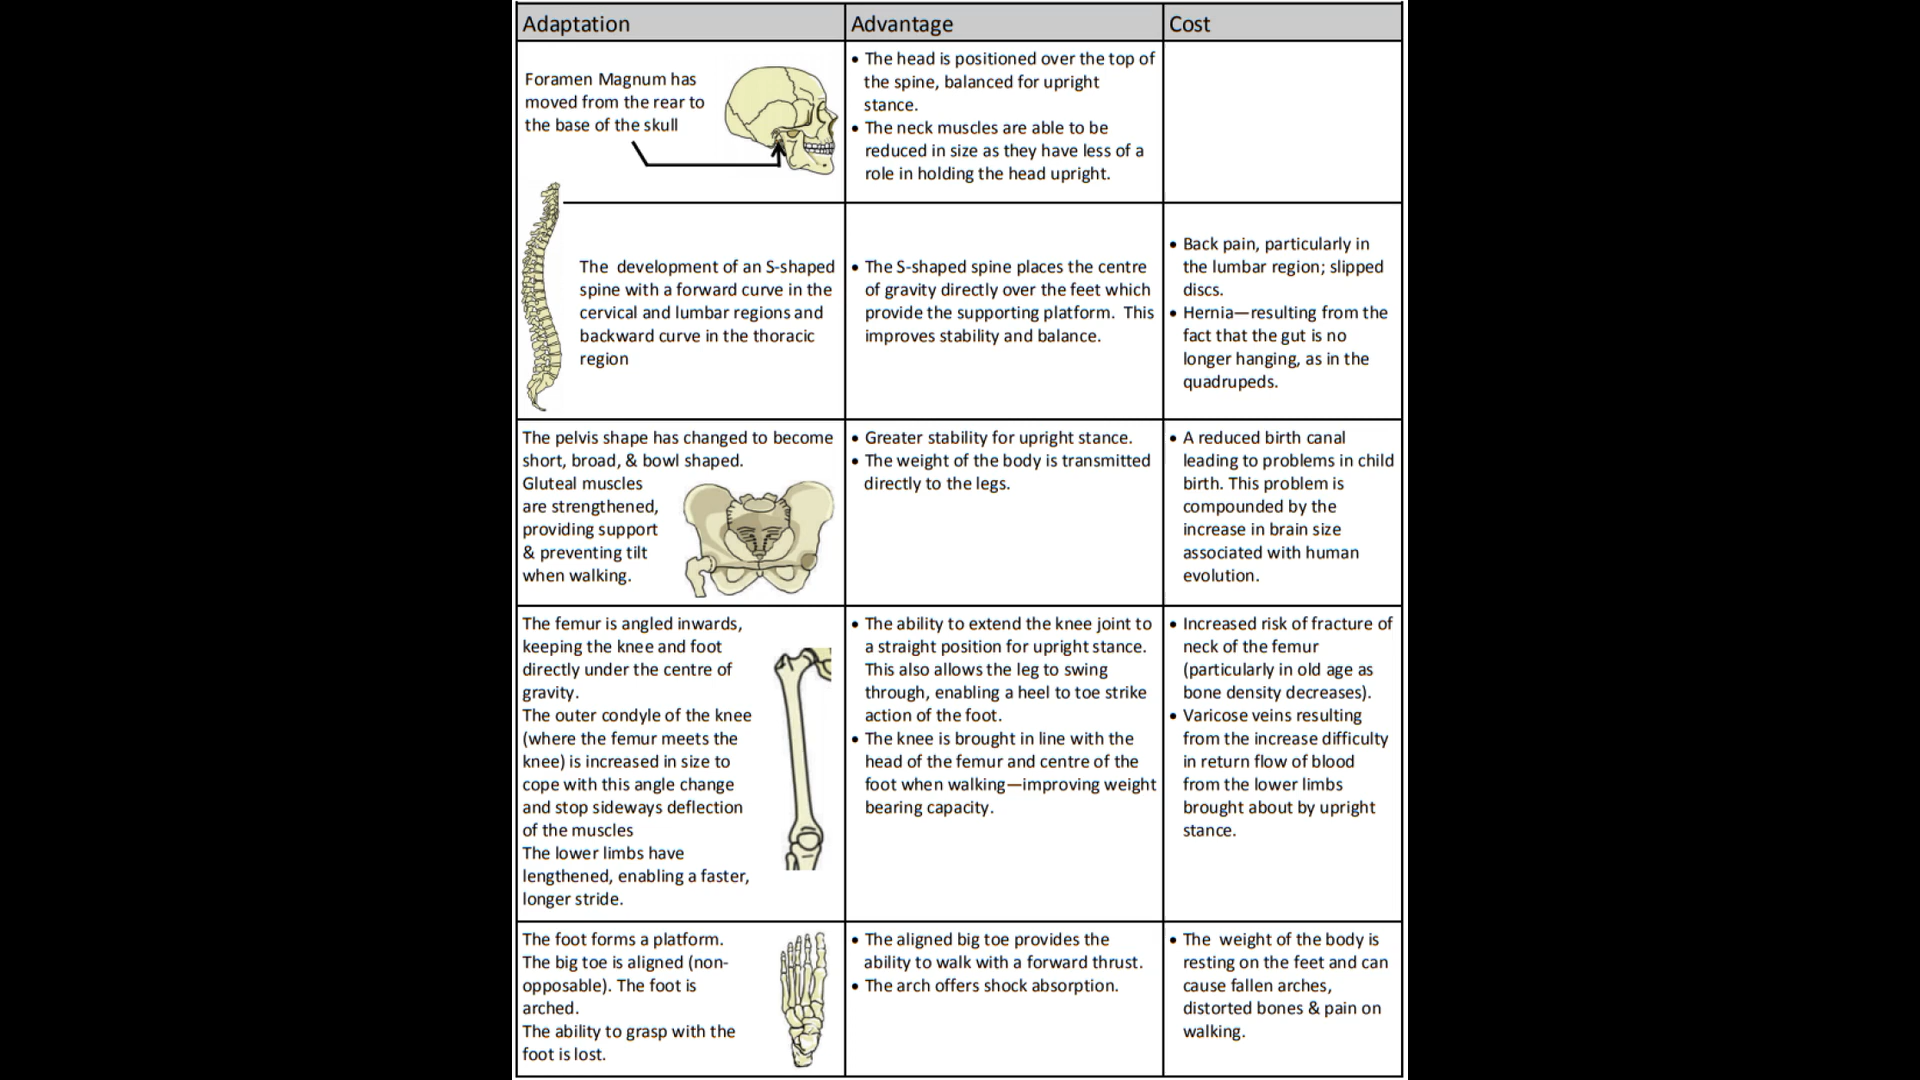 Adaptation
Advantage
Cost
Foramen Magnum has
moved from the rear to
the base of the skull
• The head is positioned over the top of
the spine, balanced for upright
stance.
• The neck muscles are able to be
reduced in size as they have less of a
role in holding the head upright.
The development of an S-shaped
spine with a forward curve in the
cervical and lumbar regions and
backward curve in the thoracic
region
• The S-shaped spine places the centre
of gravity directly over the feet which
provide the supporting platform. This
improves stability and balance.
• Back pain, particularly in
the lumbar region; slipped
discs.
• Hernia—resulting from the
fact that the gut is no
longer hanging, as in the
quadrupeds.
The pelvis shape has changed to become
short, broad, & bowl shaped.
Gluteal muscles
are strengthened,
providing support
& preventing tilt
when walking.
• Greater stability for upright stance.
• The weight of the body is transmitted
directly to the legs.
• A reduced birth canal
leading to problems in child
birth. This problem is
compounded by the
increase in brain size
associated with human
evolution.
The femur is angled inwards,
keeping the knee and foot
directly under the centre of
gravity.
The outer condyle of the knee
(where the femur meets the
knee) is increased in size to
cope with this angle change
and stop sideways deflection
of the muscles
The lower limbs have
lengthened, enabling a faster,
longer stride.
• The ability to extend the knee joint to
a straight position for upright stance.
This also allows the leg to swing
through, enabling a heel to toe strike
action of the foot.
• The knee is brought in line with the
head of the femur and centre of the
foot when walking—improving weight
bearing capacity.
• Increased risk of fracture of
neck of the femur
(particularly in old age as
bone density decreases).
• Varicose veins resulting
from the increase difficulty
in return flow of blood
from the lower limbs
brought about by upright
stance.
The foot forms a platform.
The big toe is aligned (non-
opposable). The foot is
arched.
The ability to grasp with the
foot is lost.
• The aligned big toe provides the
ability to walk with a forward thrust.
• The arch offers shock absorption.
• The weight of the body is
resting on the feet and can
cause fallen arches,
distorted bones & pain on
walking.